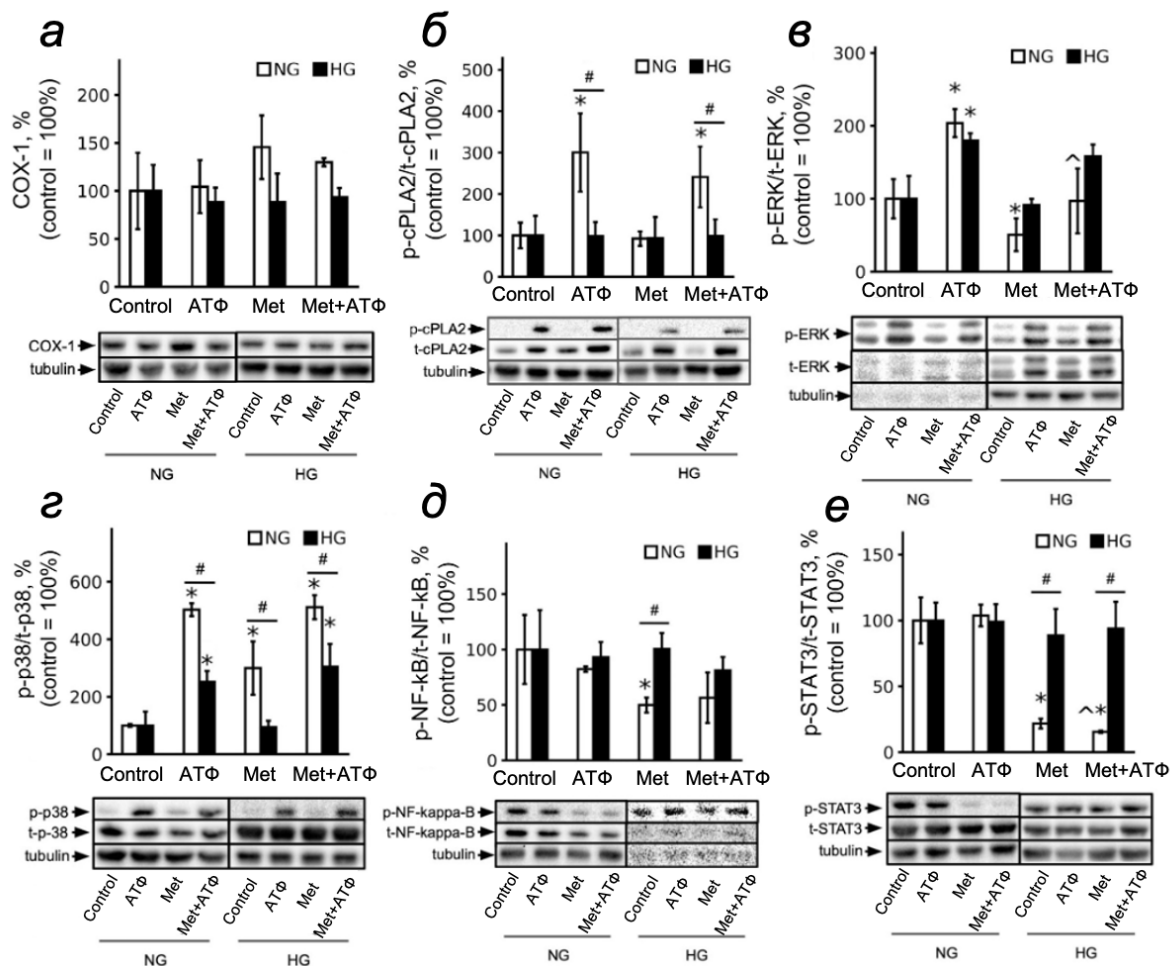 а
COX-1, %
(control = 100%)
NG HG
200
150
100
50
Control АТФ Met Met+АТФ
COX-1
tubulin
Control АТФ Met Met+АТФ Control АТФ Met Met+АТФ
NG HG
б
p-cPLA2/t-cPLA2, %
(control = 100%)
NG HG
500
400
300
200
100
0
# #
* *
Control АТФ Met Met+АТФ
p-cPLA2
t-cPLA2
tubulin
Control АТФ Met Met+АТФ Control АТФ Met Met+АТФ
NG HG
в
p-ERK/t-ERK, %
(control = 100%)
NG HG
300
200
100
0
* * * ^
Control АТФ Met Met+АТФ
p-ERK
t-ERK
tubulin
Control АТФ Met Met+АТФ Control АТФ Met Met+АТФ
NG HG
г
p-p38/t-p38, %
(control = 100%)
NG HG
600
400
200
0
# # #
* * * * *
Control АТФ Met Met+АТФ
p-p38
t-p-38
tubulin
Control АТФ Met Met+АТФ Control АТФ Met Met+АТФ
NG HG
д
p-NF-kB/t-NF-kB, %
(control = 100%)
NG HG
150
100
50
0
#
*
Control АТФ Met Met+АТФ
p-NF-kappa-B
t-NF-kappa-B
tubulin
Control АТФ Met Met+АТФ Control АТФ Met Met+АТФ
NG HG
е
p-STAT3/t-STAT3, %
(control = 100%)
NG HG
150
100
50
0
# #
* ^*
Control АТФ Met Met+АТФ
p-STAT3
t-STAT3
tubulin
Control АТФ Met Met+АТФ Control АТФ Met Met+АТФ
NG HG